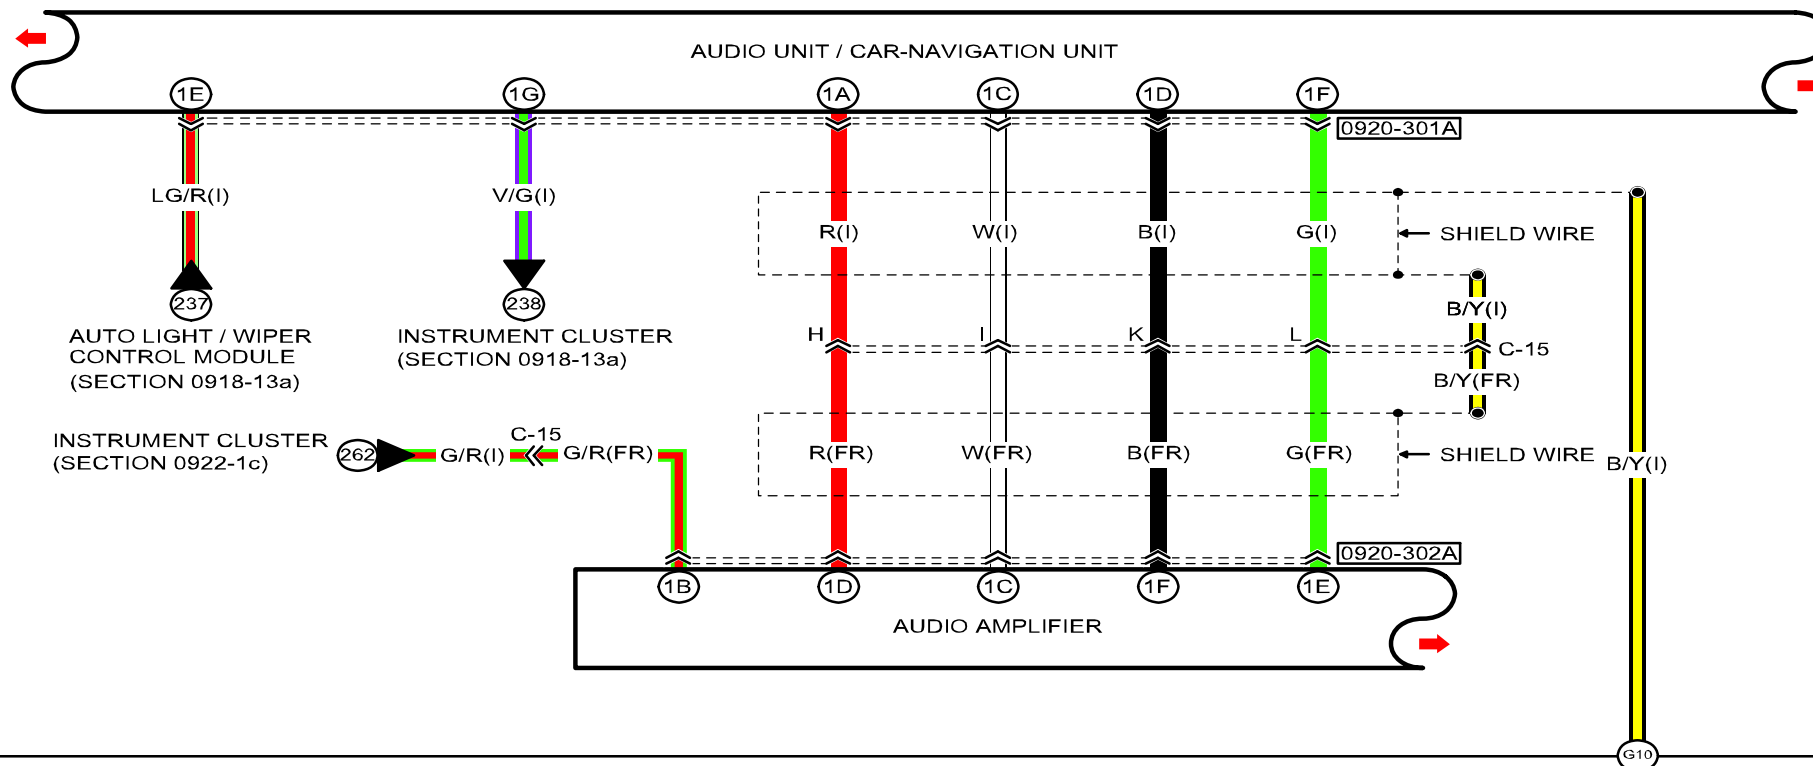 AUDIO UNIT / CAR-NAVIGATION UNIT
1E 1G 1A 1C 1D 1F
0920-301A
LG/R(I) V/G(I)
R(I) W(I) B(I) G(I) SHIELD WIRE
237 238
B/Y(I)
AUTO LIGHT / WIPER
CONTROL MODULE
(SECTION 0918-13a)
INSTRUMENT CLUSTER
(SECTION 0918-13a)
H I K L C-15
B/Y(FR)
INSTRUMENT CLUSTER
(SECTION 0922-1c)
262 G/R(I) C-15 G/R(FR)
R(FR) W(FR) B(FR) G(FR) SHIELD WIRE B/Y(I)
0920-302A
1B 1D 1C 1F 1E
AUDIO AMPLIFIER
G10